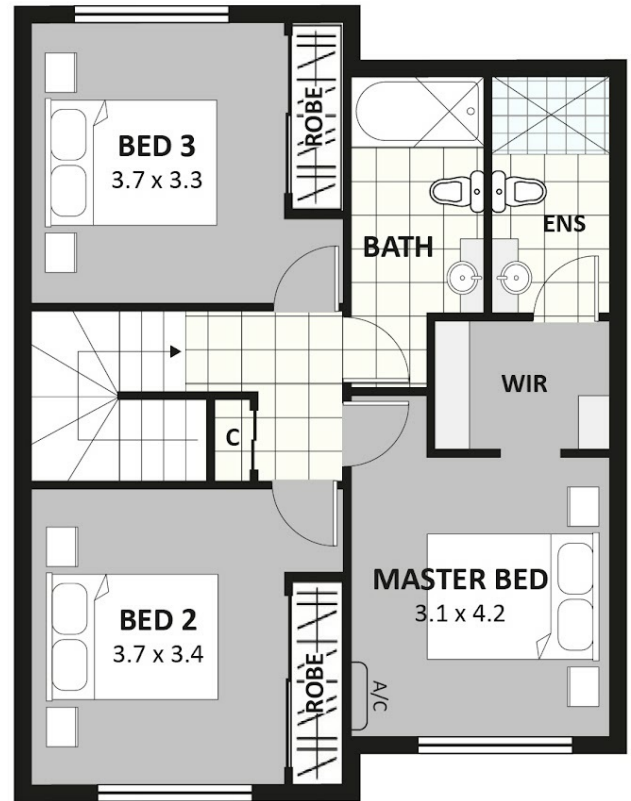 BED 3
3.7 x 3.3
ROBE
BATH
ENS
WIR
C
MASTER BED
3.1 x 4.2
BED 2
3.7 x 3.4
ROBE
A/C